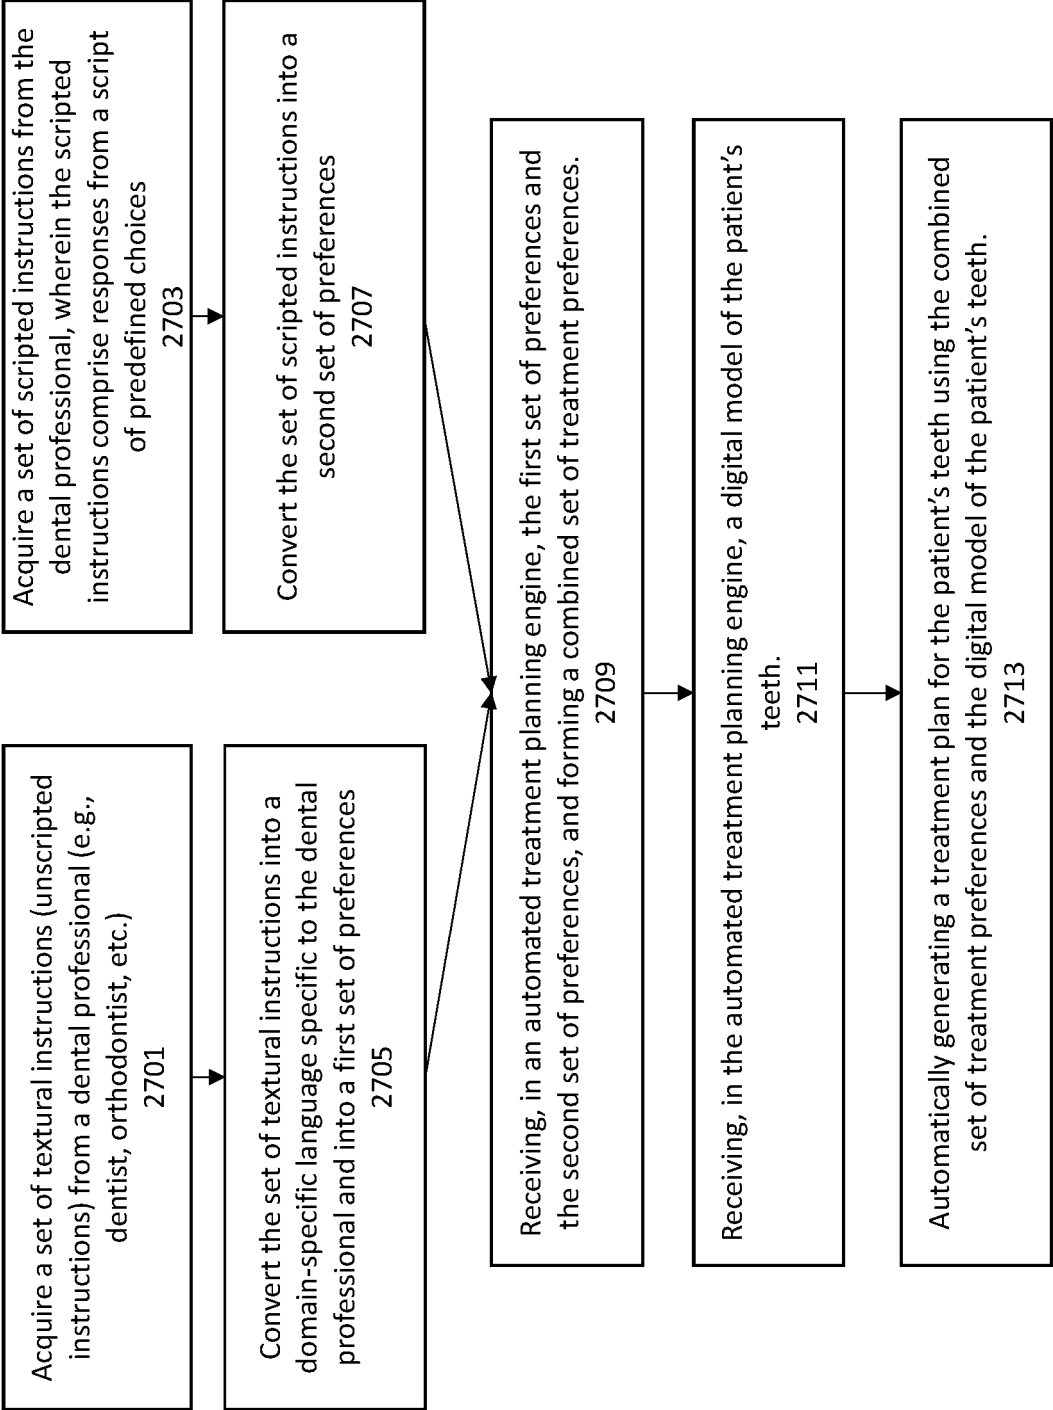 Acquire a set of textural instructions (unscripted
instructions) from a dental professional (e.g.,
dentist, orthodontist, etc.)
2701
Acquire a set of scripted instructions from the
dental professional, wherein the scripted
instructions comprise responses from a script
of predefined choices
2703
Convert the set of textural instructions into a
domain-specific language specific to the dental
professional and into a first set of preferences
2705
Convert the set of scripted instructions into a
second set of preferences
2707
Receiving, in an automated treatment planning engine, the first set of preferences and
the second set of preferences, and forming a combined set of treatment preferences.
2709
Receiving, in the automated treatment planning engine, a digital model of the patient's
teeth.
2711
Automatically generating a treatment plan for the patient's teeth using the combined
set of treatment preferences and the digital model of the patient's teeth.
2713